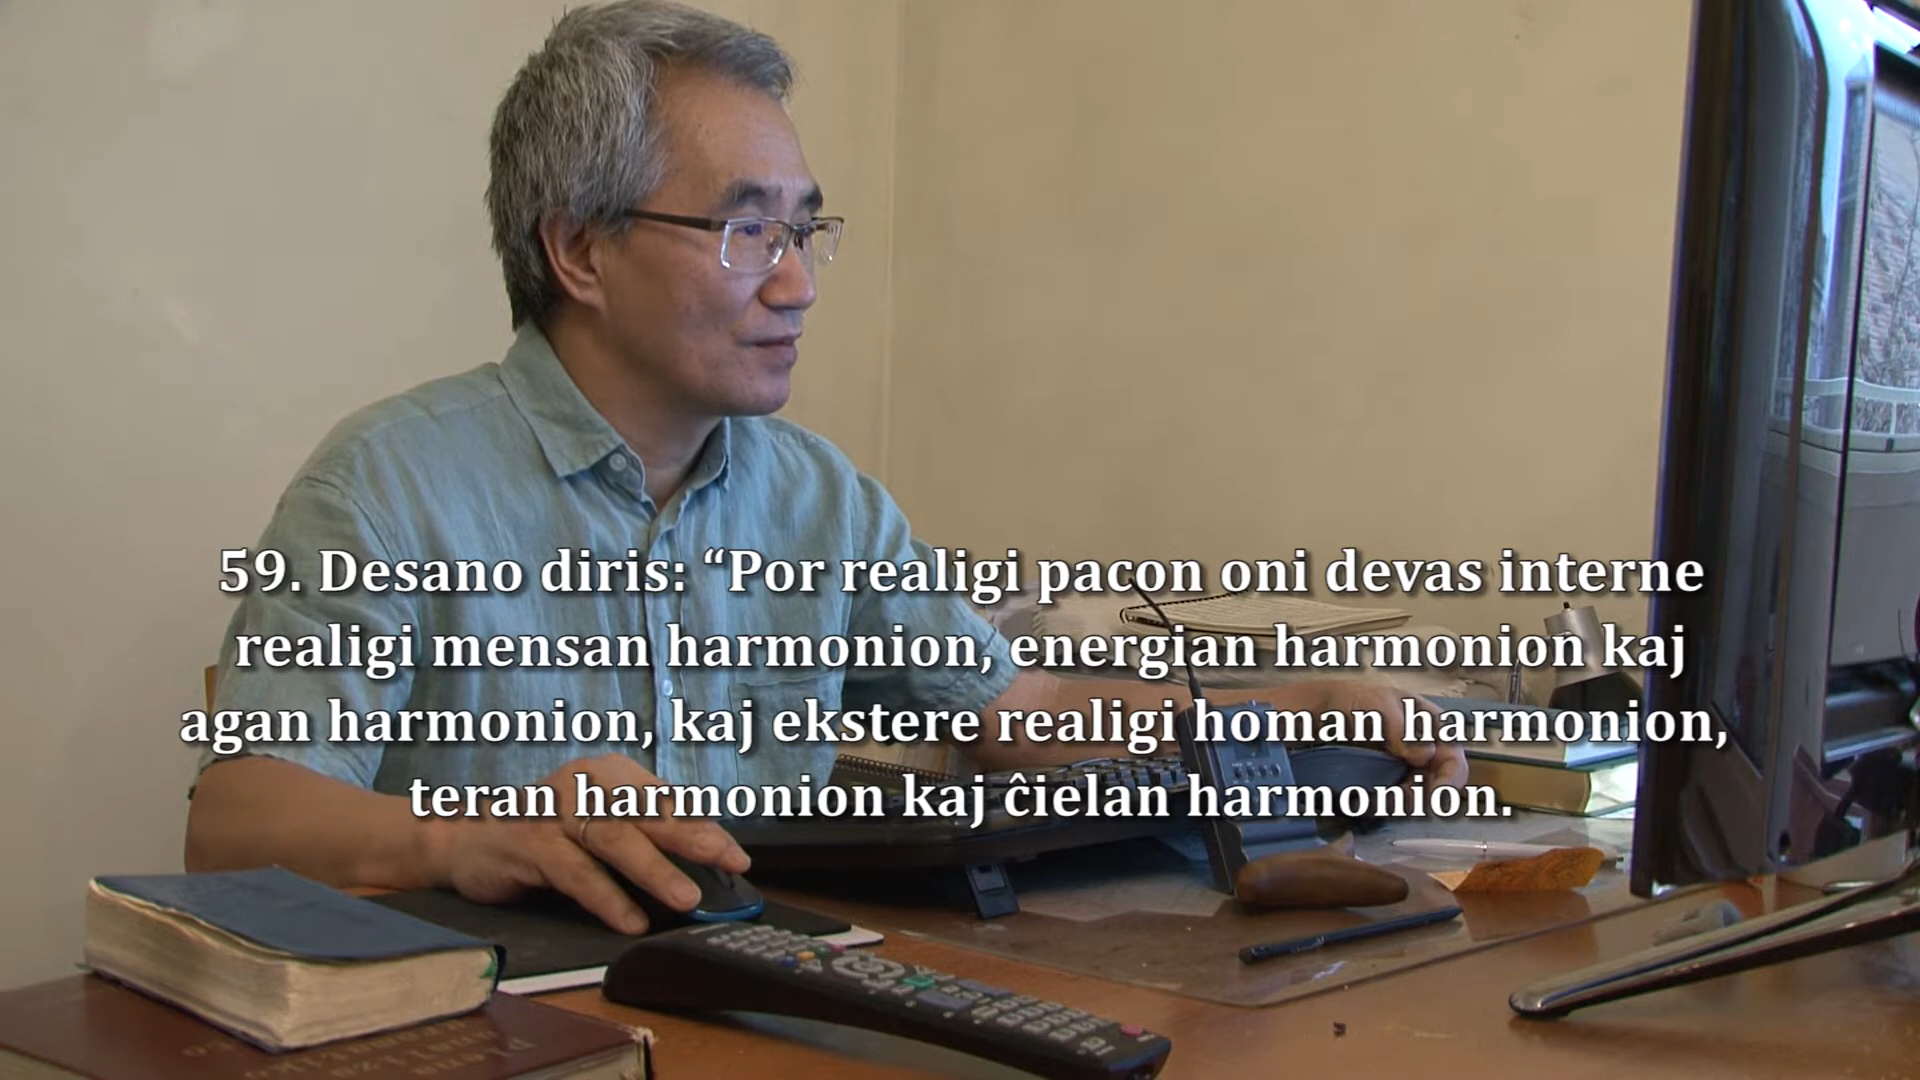 59. Desano diris: “Por realigi pacon oni devas interne
realigi mensan harmonion, energian harmonion kaj
agan harmonion, kaj ekstere realigi homan harmonion,
teran harmonion kaj ĉielan harmonion.